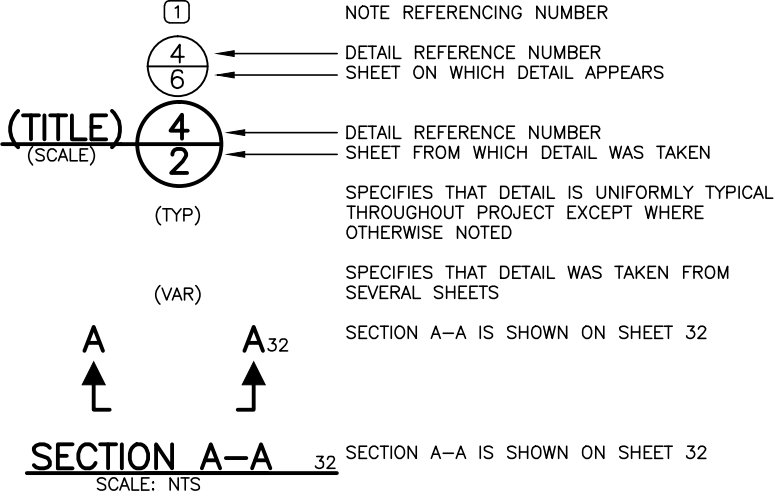 1 NOTE REFERENCING NUMBER
4 DETAIL REFERENCE NUMBER
6 SHEET ON WHICH DETAIL APPEARS
(TITLE) 4 DETAIL REFERENCE NUMBER
(SCALE) 2 SHEET FROM WHICH DETAIL WAS TAKEN
(TYP) SPECIFIES THAT DETAIL IS UNIFORMLY TYPICAL
THROUGHOUT PROJECT EXCEPT WHERE
OTHERWISE NOTED
(VAR) SPECIFIES THAT DETAIL WAS TAKEN FROM
SEVERAL SHEETS
A A 32 SECTION A-A IS SHOWN ON SHEET 32
SECTION A-A 32 SECTION A-A IS SHOWN ON SHEET 32
SCALE: NTS